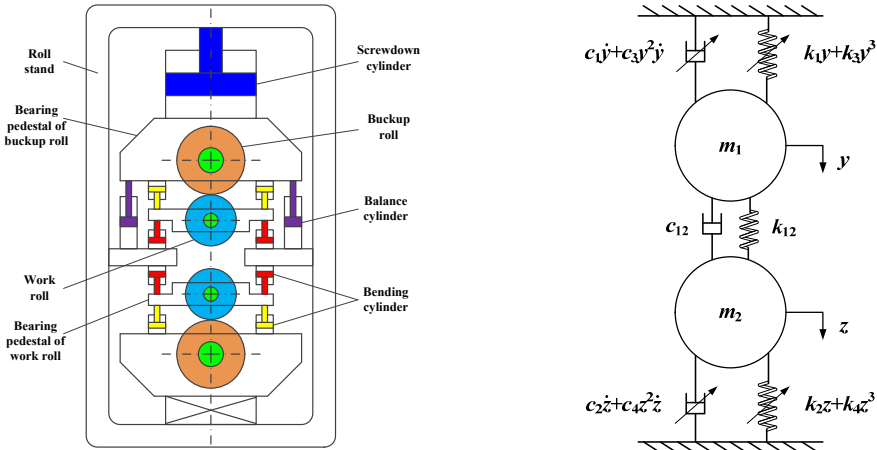 Roll
stand
Bearing
pedestal of
buckup roll
Work
roll
Bearing
pedestal of
work roll
Screwdown
cylinder
Buckup
roll
Balance
cylinder
Bending
cylinder
c₁ẏ+c₃y²ẏ
k₁y+k₃y³
m₁
y
c₁₂
k₁₂
m₂
z
c₂ż+c₄z²ż
k₂z+k₄z³